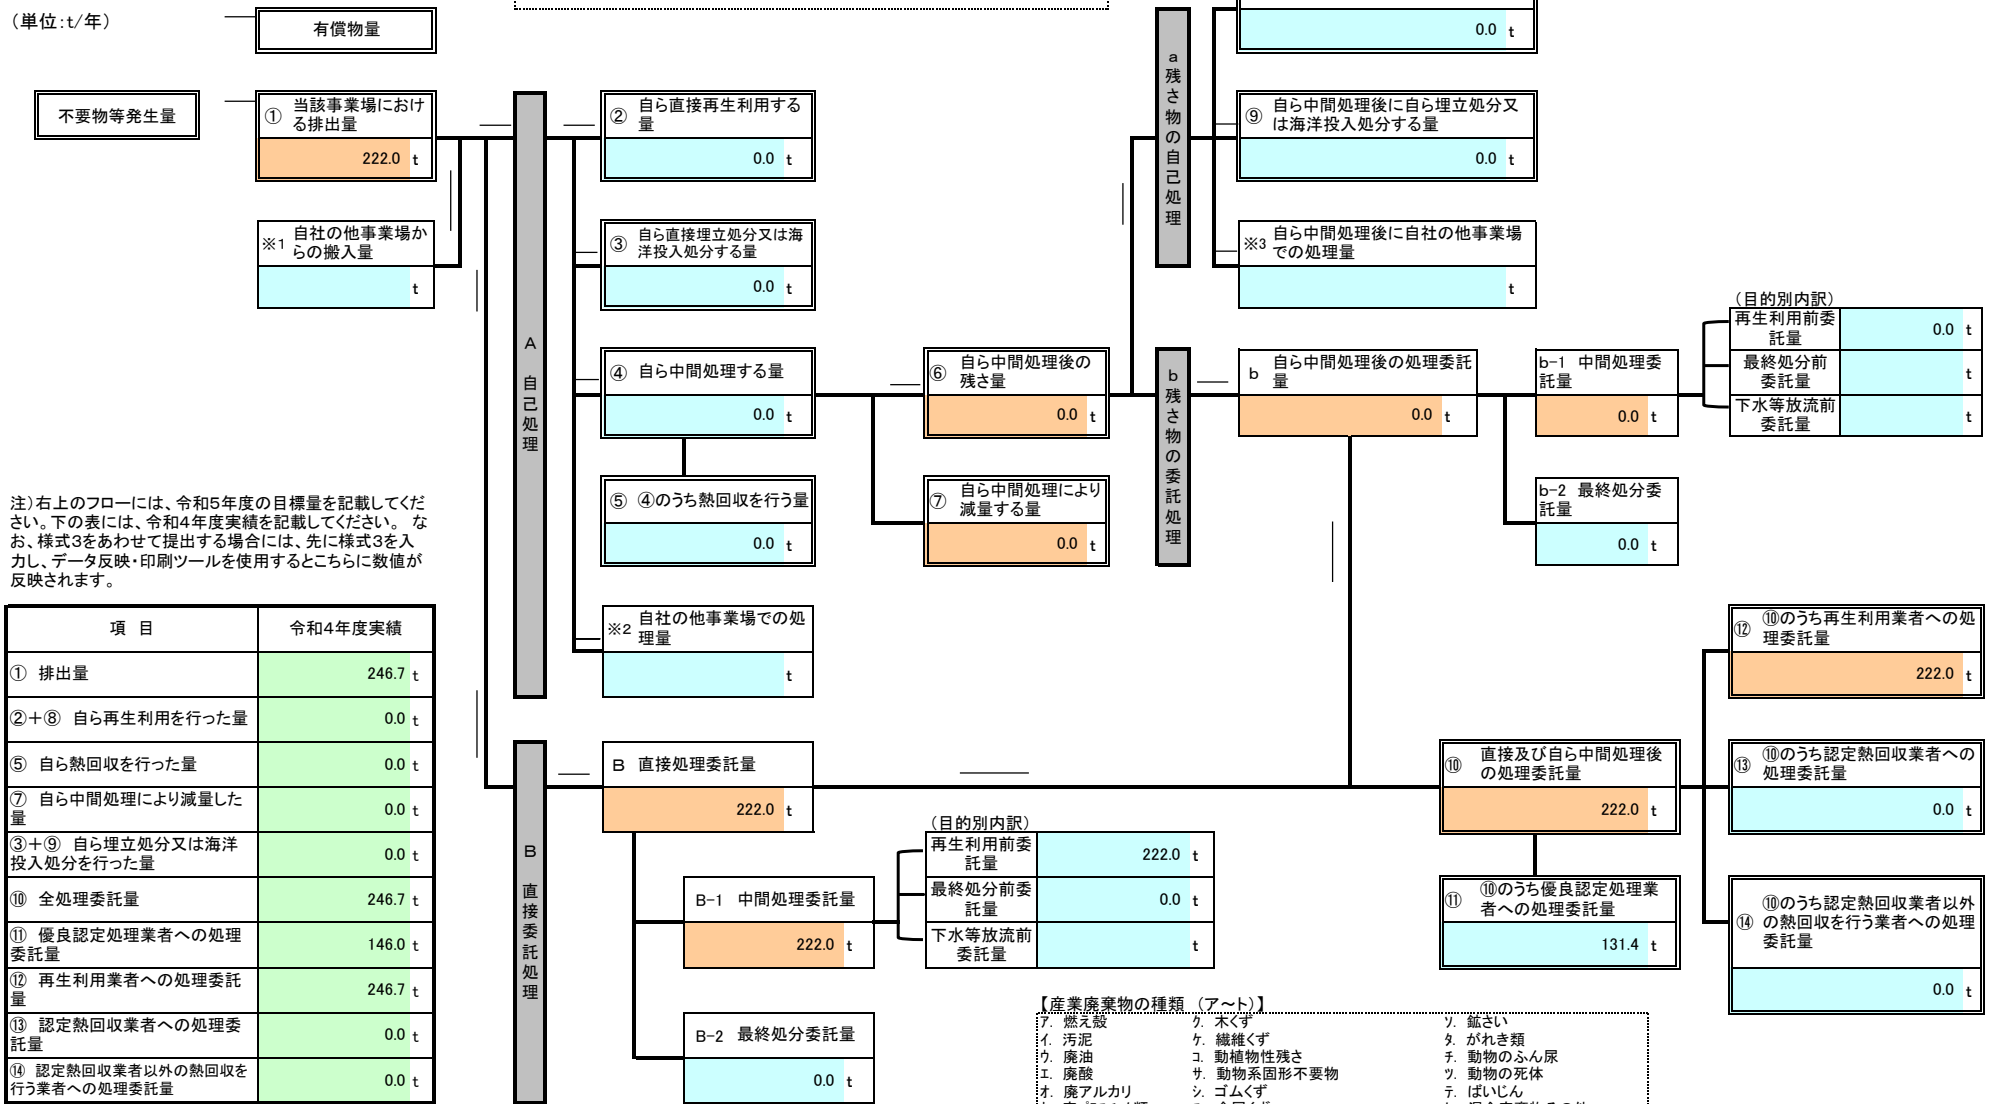 (単位:t/年)
有償物量
0.0 t
不要物等発生量
① 当該事業場におけ
る排出量
222.0 t
※1 自社の他事業場か
らの搬入量
t
A 自己処理
② 自ら直接再生利用する
量
0.0 t
③ 自ら直接埋立処分又は海
洋投入処分する量
0.0 t
④ 自ら中間処理する量
0.0 t
⑤ ④のうち熱回収を行う量
0.0 t
※2 自社の他事業場での処
理量
t
⑥ 自ら中間処理後の
残さ量
0.0 t
⑦ 自ら中間処理により
減量する量
0.0 t
a 残さ物の自己処理
⑨ 自ら中間処理後に自ら埋立処分又
は海洋投入処分する量
0.0 t
※3 自ら中間処理後に自社の他事業場
での処理量
t
b 残さ物の委託処理
b 自ら中間処理後の処理委託
量
0.0 t
b-1 中間処理委
託量
0.0 t
b-2 最終処分委
託量
0.0 t
(目的別内訳)
再生利用前委
託量
0.0 t
最終処分前
委託量
t
下水等放流前
委託量
t
注)右上のフローには、令和5年度の目標量を記載してくだ
さい。下の表には、令和4年度実績を記載してください。 な
お、様式3をあわせて提出する場合には、先に様式3を入
力し、データ反映・印刷ツールを使用するとこちらに数値が
反映されます。
項 目 令和4年度実績
① 排出量 246.7 t
②+⑧ 自ら再生利用を行った量 0.0 t
⑤ 自ら熱回収を行った量 0.0 t
⑦ 自ら中間処理により減量した
量 0.0 t
③+⑨ 自ら埋立処分又は海洋
投入処分を行った量 0.0 t
⑩ 全処理委託量 246.7 t
⑪ 優良認定処理業者への処理
委託量 146.0 t
⑫ 再生利用業者への処理委託
量 246.7 t
⑬ 認定熱回収業者への処理委
託量 0.0 t
⑭ 認定熱回収業者以外の熱回収を
行う業者への処理委託量 0.0 t
B 直接委託処理
B 直接処理委託量
222.0 t
B-1 中間処理委託量
222.0 t
B-2 最終処分委託量
0.0 t
(目的別内訳)
再生利用前委
託量
222.0 t
最終処分前委
託量
0.0 t
下水等放流前
委託量
t
⑩ 直接及び自ら中間処理後
の処理委託量
222.0 t
⑪ ⑩のうち優良認定処理業
者への処理委託量
131.4 t
⑫ ⑩のうち再生利用業者への処
理委託量
222.0 t
⑬ ⑩のうち認定熱回収業者への
処理委託量
0.0 t
⑭ ⑩のうち認定熱回収業者以外
の熱回収を行う業者への処理
委託量
0.0 t
【産業廃棄物の種類 (ア~ト)】
ア. 燃え殻 ク. 木くず ソ. 鉱さい
イ. 汚泥 ケ. 繊維くず タ. がれき類
ウ. 廃油 コ. 動植物性残さ チ. 動物のふん尿
エ. 廃酸 サ. 動物系固形不要物 ツ. 動物の死体
オ. 廃アルカリ シ. ゴムくず テ. ばいじん